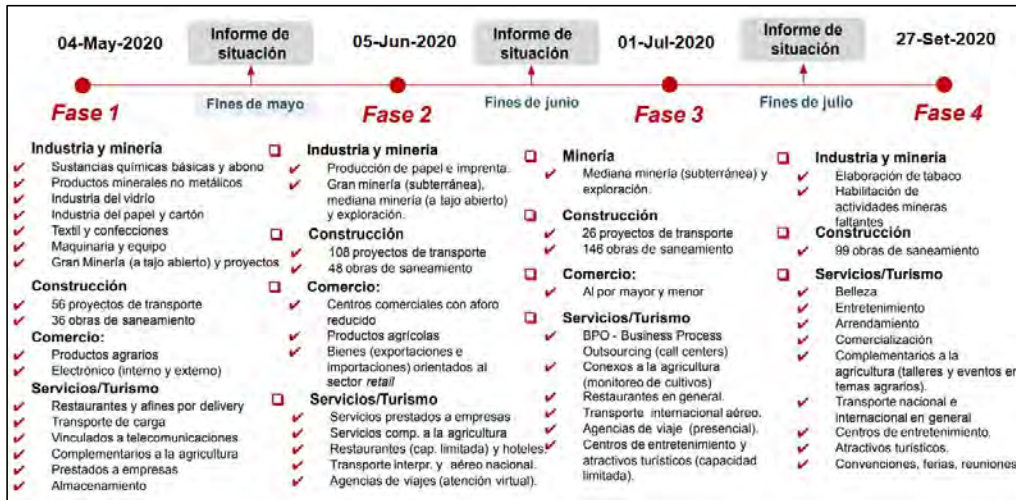 04-May-2020
Informe de
situación
05-Jun-2020
Informe de
situación
01-Jul-2020
Informe de
situación
27-Set-2020
Fase 1
Fines de mayo
Fase 2
Fines de junio
Fase 3
Fines de julio
Fase 4
Industria y minería
Sustancias químicas básicas y abono
Productos minerales no metálicos
Industria del vidrío
Industria del papel y cartón
Textil y confecciones
Maquinaria y equipo
Gran Minería (a tajo abierto) y proyectos
Construcción
56 proyectos de transporte
36 obras de saneamiento
Comercio:
Productos agrarios
Electrónico (interno y externo)
Servicios/Turismo
Restaurantes y afines por delivery
Transporte de carga
Vinculados a telecomunicaciones
Complementarios a la agricultura
Prestados a empresas
Almacenamiento
Industria y minería
Producción de papel e imprenta.
Gran minería (subterránea),
mediana minería (a tajo abierto)
y exploración.
Construcción
108 proyectos de transporte
48 obras de saneamiento
Comercio:
Centros comerciales con aforo
reducido
Productos agrícolas
Bienes (exportaciones e
importaciones) orientados al
sector retail
Servicios/Turismo
Servicios prestados a empresas
Servicios comp. a la agricultura
Restaurantes (cap. limitada) y hoteles.
Transporte interpr. y aéreo nacional.
Agencias de viajes (atención virtual).
Minería
Mediana minería (subterránea) y
exploración.
Construcción
26 proyectos de transporte
146 obras de saneamiento
Comercio:
Al por mayor y menor
Servicios/Turismo
BPO - Business Process
Outsourcing (call centers)
Conexos a la agricultura
(monitoreo de cultivos)
Restaurantes en general.
Transporte internacional aéreo.
Agencias de viaje (presencial).
Centros de entretenimiento y
atractivos turísticos (capacidad
limitada).
Industria y minería
Elaboración de tabaco
Habilitación de
actividades mineras
faltantes
Construcción
99 obras de saneamiento
Servicios/Turismo
Belleza
Entretenimiento
Arrendamiento
Comercialización
Complementarios a la
agricultura (talleres y eventos en
temas agrarios).
Transporte nacional e
internacional en general
Centros de entretenimiento.
Atractivos turísticos.
Convenciones, ferias, reuniones